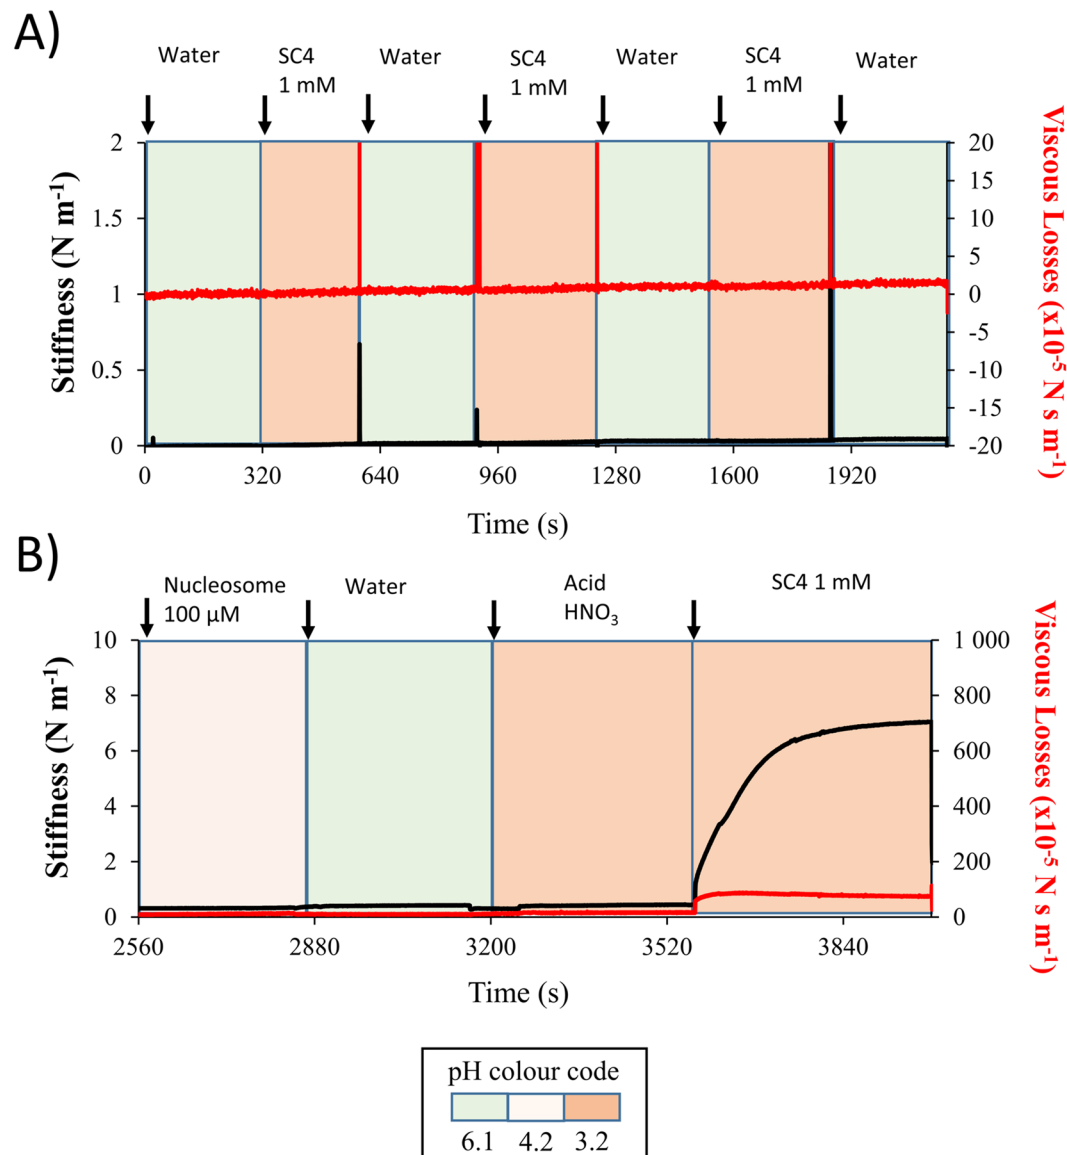 A)
Water
SC4
1 mM
Water
SC4
1 mM
Water
SC4
1 mM
Water
Stiffness (N m-1)
2
1.5
1
0.5
0
20
15
10
5
0
-5
-10
-15
-20
Viscous Losses (x10-5 N s m-1)
0 320 640 960 1280 1600 1920
Time (s)
B)
Nucleosome
100 µM
Water
Acid
HNO3
SC4 1 mM
Stiffness (N m-1)
10
8
6
4
2
0
1 000
800
600
400
200
0
Viscous Losses (x10-5 N s m-1)
2560 2880 3200 3520 3840
Time (s)
pH colour code
6.1 4.2 3.2